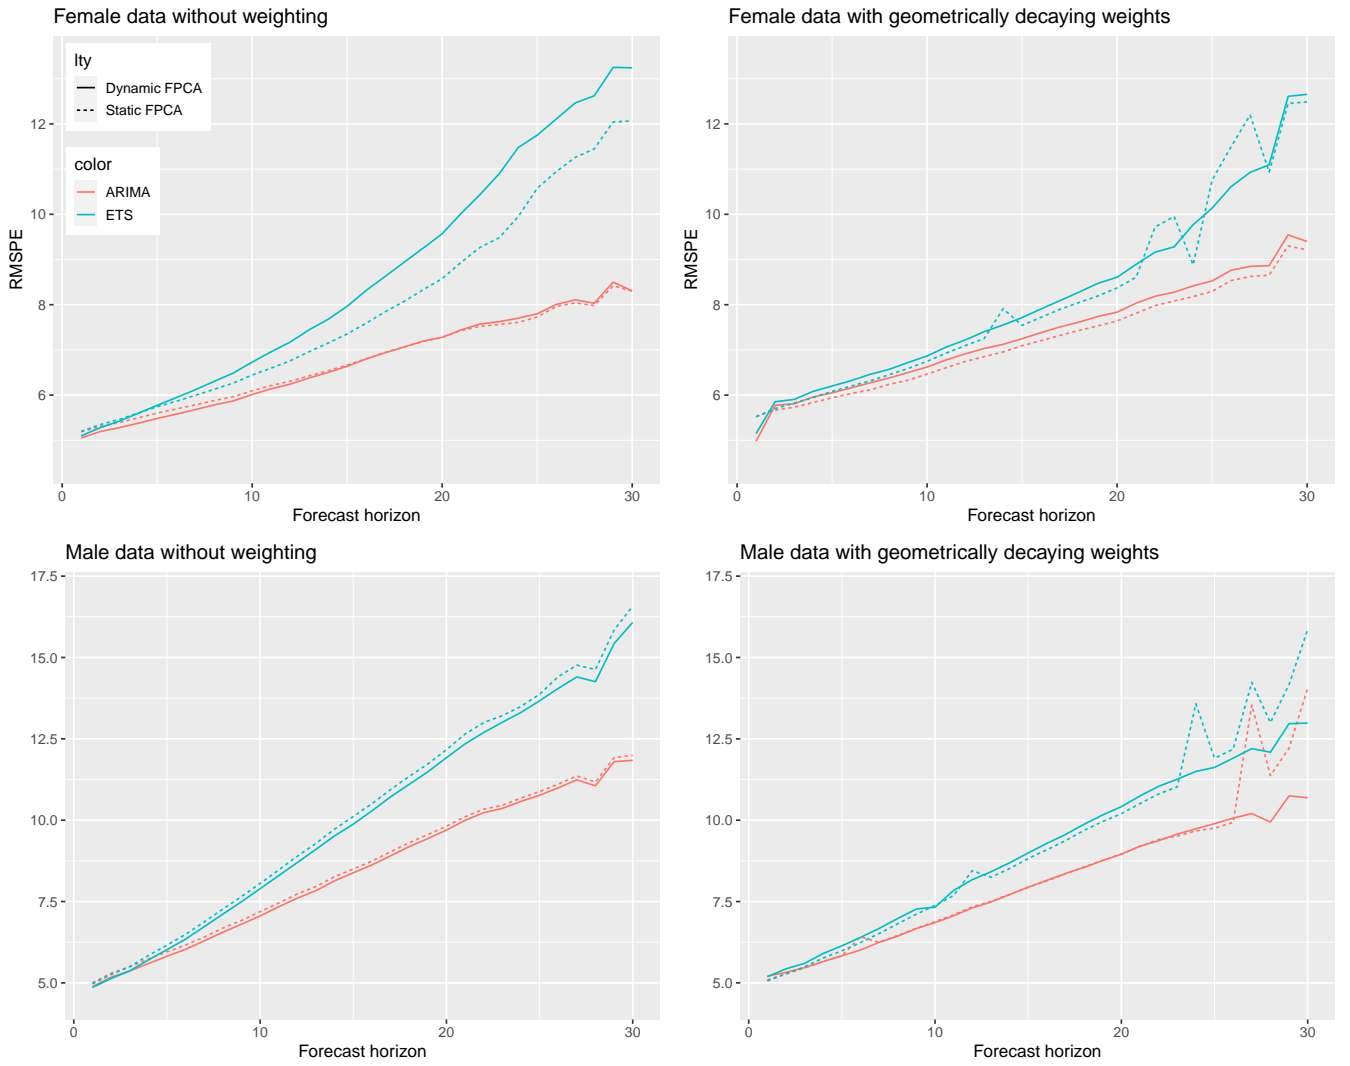 Female data without weighting
lty
Dynamic FPCA
Static FPCA
color
ARIMA
ETS
RMSPE
12
10
8
6
0 10 20 30
Forecast horizon
Female data with geometrically decaying weights
RMSPE
12
10
8
6
0 10 20 30
Forecast horizon
Male data without weighting
17.5
15.0
12.5
10.0
7.5
5.0
0 10 20 30
Forecast horizon
Male data with geometrically decaying weights
17.5
15.0
12.5
10.0
7.5
5.0
0 10 20 30
Forecast horizon